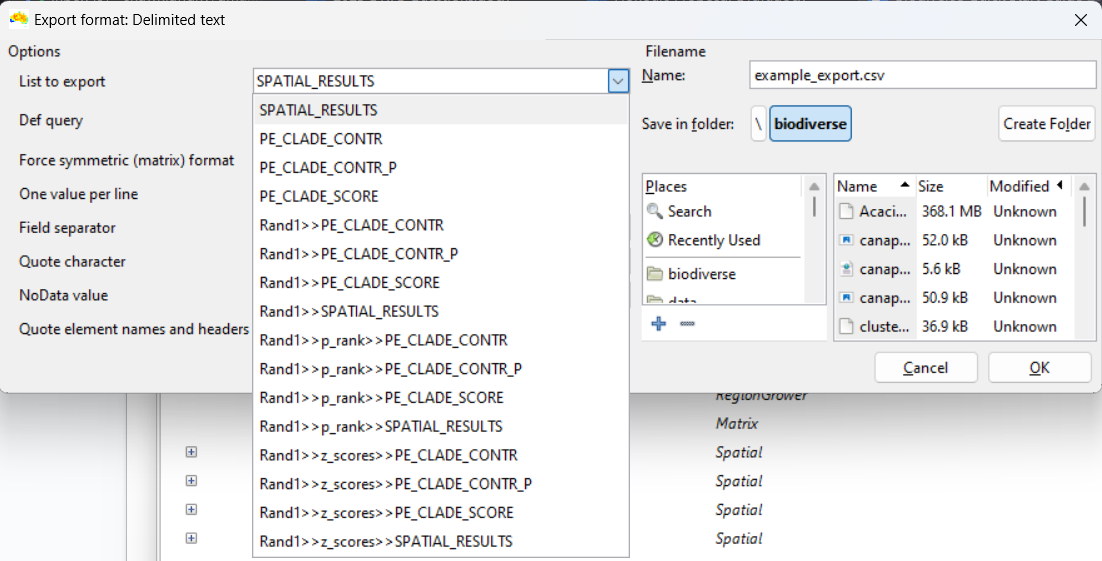 Export format: Delimited text
Options
List to export
SPATIAL_RESULTS
Def query
Force symmetric (matrix) format
One value per line
Field separator
Quote character
NoData value
Quote element names and headers
SPATIAL_RESULTS
PE_CLADE_CONTR
PE_CLADE_CONTR_P
PE_CLADE_SCORE
Rand1>>PE_CLADE_CONTR
Rand1>>PE_CLADE_CONTR_P
Rand1>>PE_CLADE_SCORE
Rand1>>SPATIAL_RESULTS
Rand1>>p_rank>>PE_CLADE_CONTR
Rand1>>p_rank>>PE_CLADE_CONTR_P
Rand1>>p_rank>>PE_CLADE_SCORE
Rand1>>p_rank>>SPATIAL_RESULTS
Rand1>>z_scores>>PE_CLADE_CONTR
Rand1>>z_scores>>PE_CLADE_CONTR_P
Rand1>>z_scores>>PE_CLADE_SCORE
Rand1>>z_scores>>SPATIAL_RESULTS
Filename
Name: example_export.csv
Save in folder: \ biodiverse Create Folder
Places
Search
Recently Used
biodiverse
data
Name Size Modified
Acaci... 368.1 MB Unknown
canap... 52.0 kB Unknown
canap... 5.6 kB Unknown
canap... 50.9 kB Unknown
cluste... 36.9 kB Unknown
Cancel OK
RegionGrower
Matrix
Spatial
Spatial
Spatial
Spatial